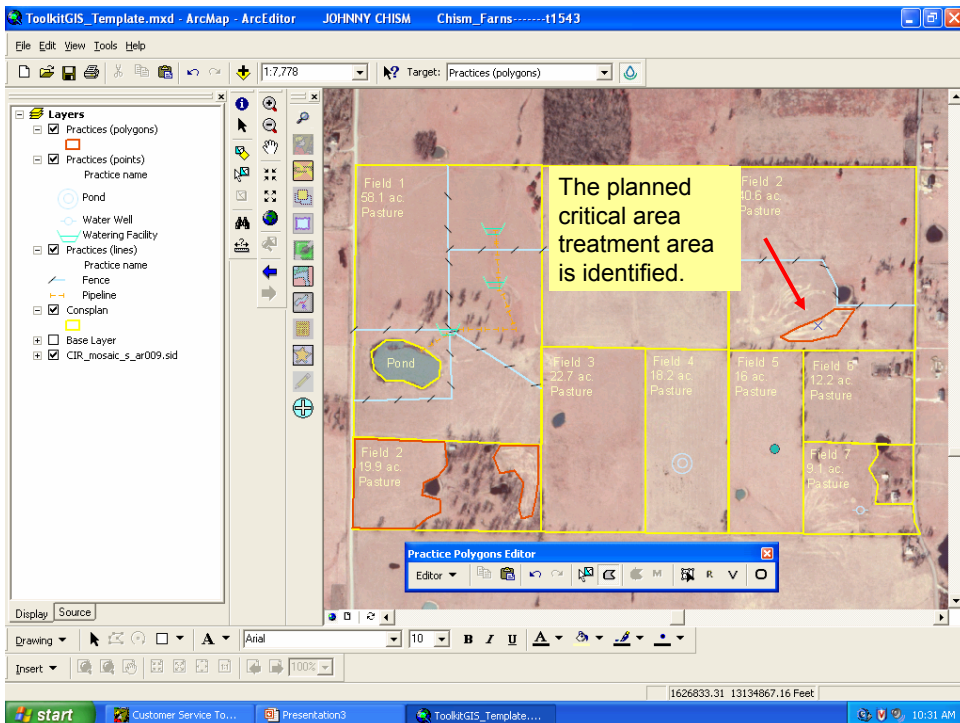 ToolkitGIS_Template.mxd - ArcMap - ArcEditor JOHNNY CHISM Chism_Farns-------t1543
File Edit View Tools Help
1:7,778 Target: Practices (polygons)
Layers
Practices (polygons)
Practices (points)
Practice name
Pond
Water Well
Watering Facility
Practices (lines)
Practice name
Fence
Pipeline
Consplan
Base Layer
CIR_mosaic_s_ar009.sid
Field 1
58.1 ac.
Pasture
The planned
critical area
treatment area
is identified.
Field 2
40.6 ac.
Pasture
Pond
Field 3
22.7 ac.
Pasture
Field 4
18.2 ac.
Pasture
Field 5
16 ac.
Pasture
Field 6
12.2 ac.
Pasture
Field 2
19.9 ac.
Pasture
Field 7
9.1 ac.
Pasture
Practice Polygons Editor
Editor M R V
Display Source
Drawing A Arial 10 B I U A
Insert 100%
1626833.31 13134867.16 Feet
start Customer Service To... Presentation3 ToolkitGIS_Template.... 10:31 AM